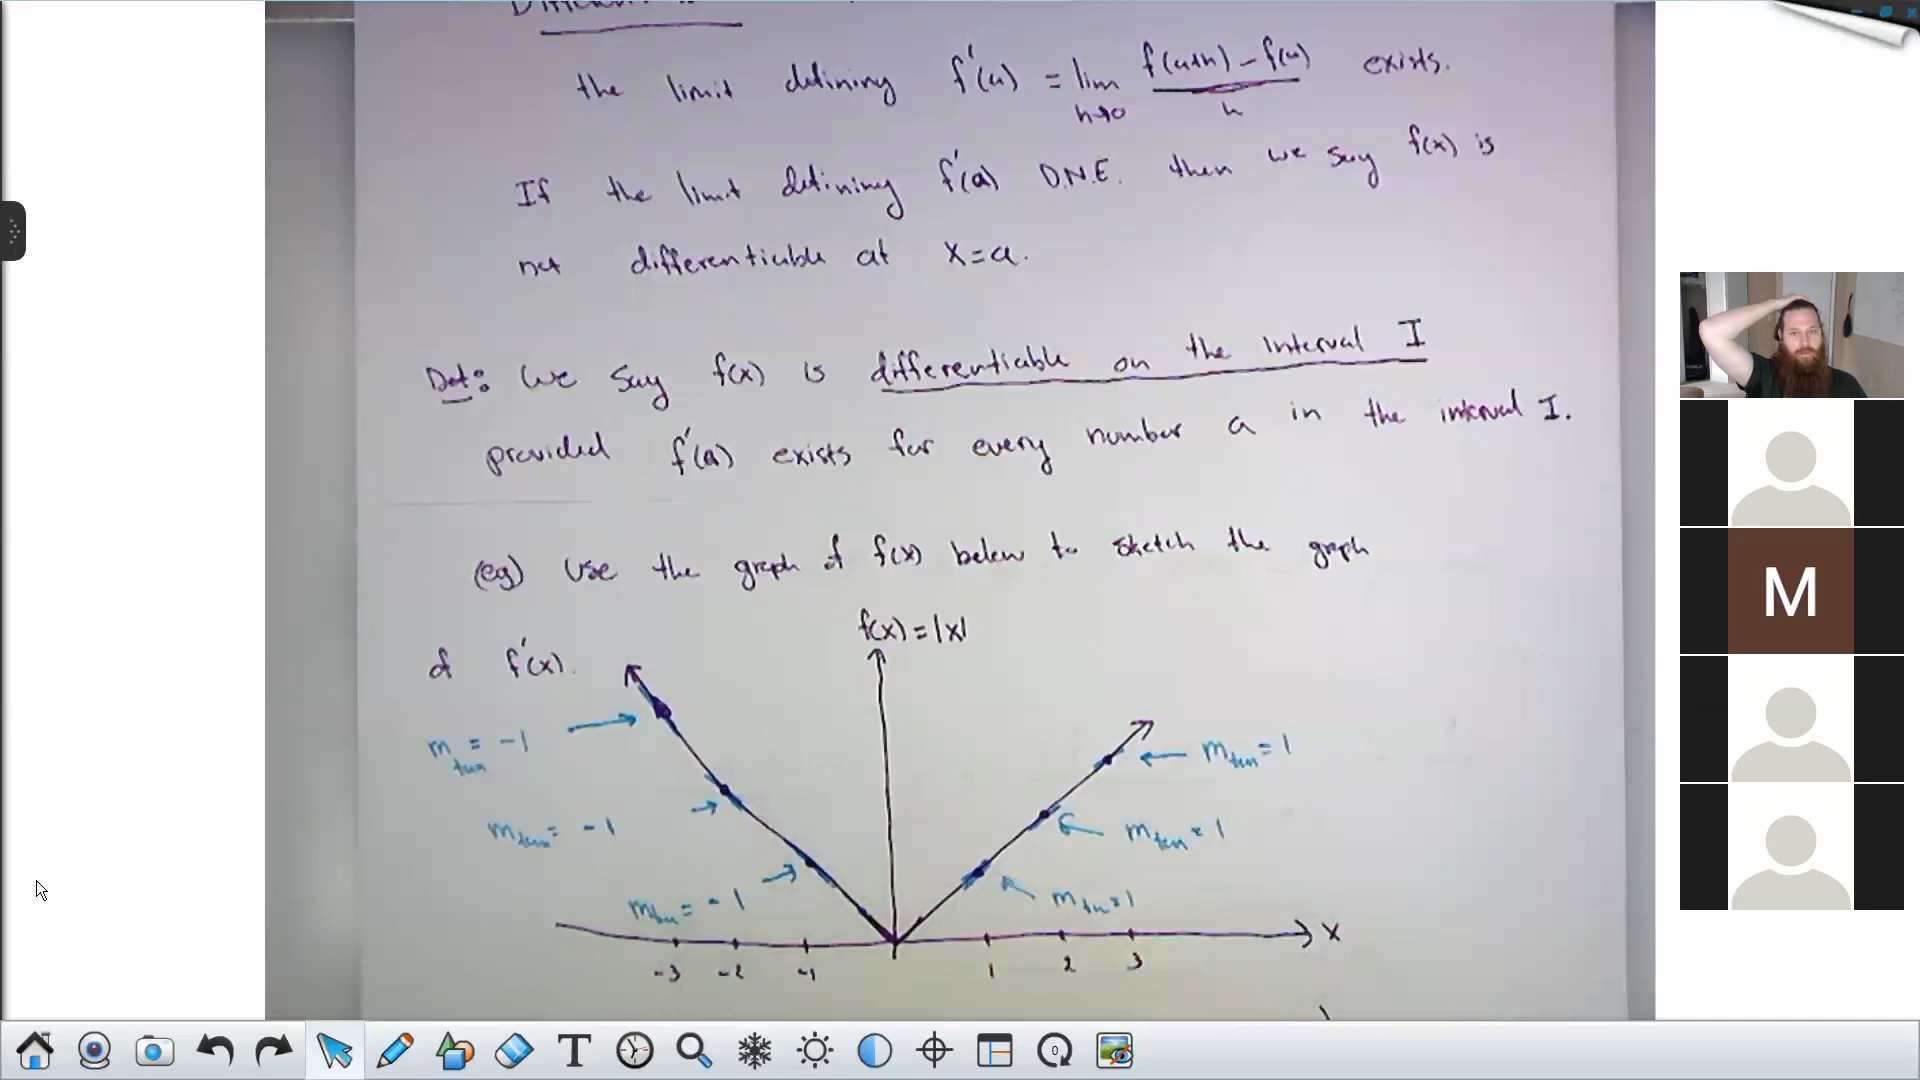 the limit defining f'(a) = lim h→0 f(a+h) - f(a) / h exists.
If the limit defining f'(a) D.N.E. then we say f(x) is
not differentiable at x=a.
Def: We say f(x) is differentiable on the interval I
provided f'(a) exists for every number a in the interval I.
(eg) Use the graph of f(x) below to sketch the graph
of f'(x).
f(x) = |x|
m tan = -1
m tan = 1
m tan = -1
m tan = 1
m tan = -1
m tan = 1
x
-3 -2 -1 1 2 3
M
T
0